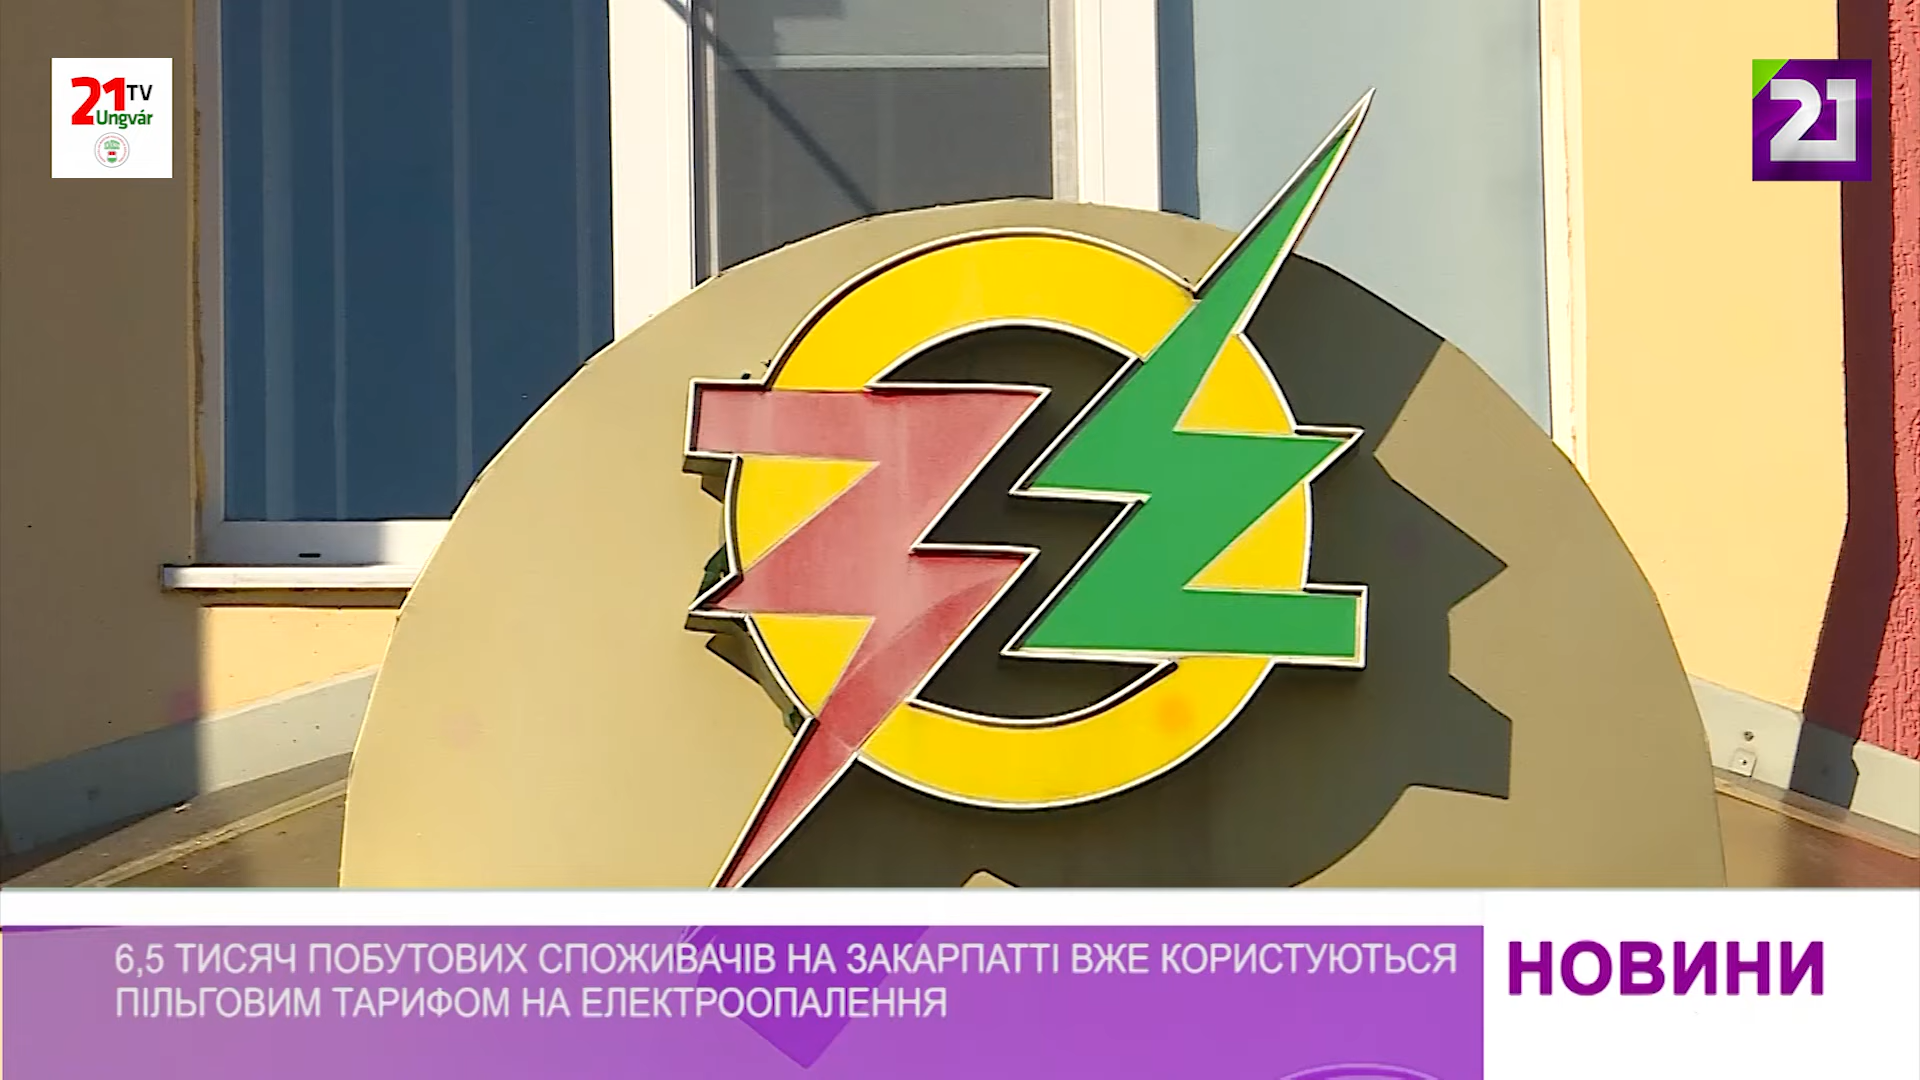 21 TV
Ungvár
21
6,5 ТИСЯЧ ПОБУТОВИХ СПОЖИВАЧІВ НА ЗАКАРПАТТІ ВЖЕ КОРИСТУЮТЬСЯ
ПІЛЬГОВИМ ТАРИФОМ НА ЕЛЕКТРООПАЛЕННЯ
НОВИНИ